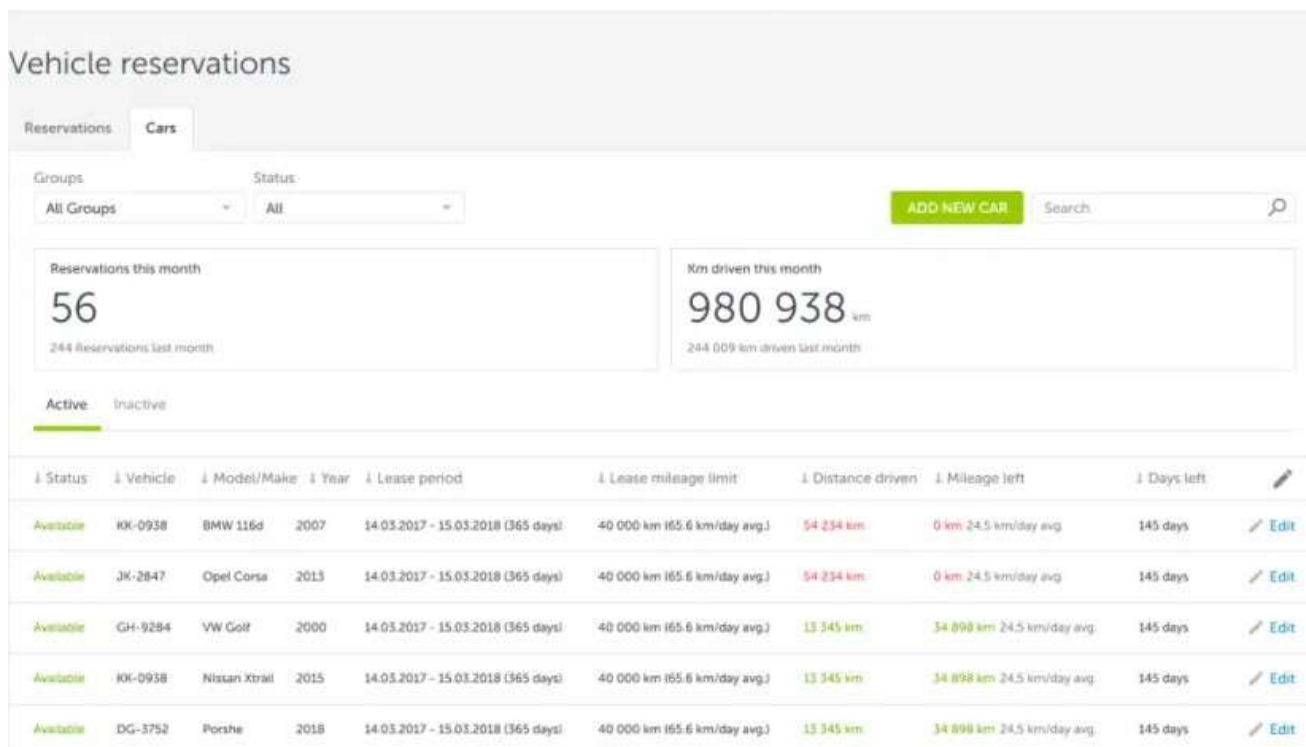 Vehicle reservations
Reservations Cars
Groups Status
All Groups All
ADD NEW CAR Search
Reservations this month Km driven this month
56 980 938 km
244 Reservations last month 244 009 km driven last month
Active Inactive
↓ Status ↓ Vehicle ↓ Model/Make ↓ Year ↓ Lease period ↓ Lease mileage limit ↓ Distance driven ↓ Mileage left ↓ Days left
Available KK-0938 BMW 116d 2007 14.03.2017 - 15.03.2018 (365 days) 40 000 km (65.6 km/day avg.) 54 234 km 0 km 24,5 km/day avg. 145 days Edit
Available JK-2847 Opel Corsa 2013 14.03.2017 - 15.03.2018 (365 days) 40 000 km (65.6 km/day avg.) 54 234 km 0 km 24,5 km/day avg. 145 days Edit
Available GH-9284 VW Golf 2000 14.03.2017 - 15.03.2018 (365 days) 40 000 km (65.6 km/day avg.) 13 345 km 34 898 km 24,5 km/day avg. 145 days Edit
Available KK-0938 Nissan Xtrail 2015 14.03.2017 - 15.03.2018 (365 days) 40 000 km (65.6 km/day avg.) 13 345 km 34 898 km 24,5 km/day avg. 145 days Edit
Available DG-3752 Porshe 2018 14.03.2017 - 15.03.2018 (365 days) 40 000 km (65.6 km/day avg.) 13 345 km 34 898 km 24,5 km/day avg. 145 days Edit